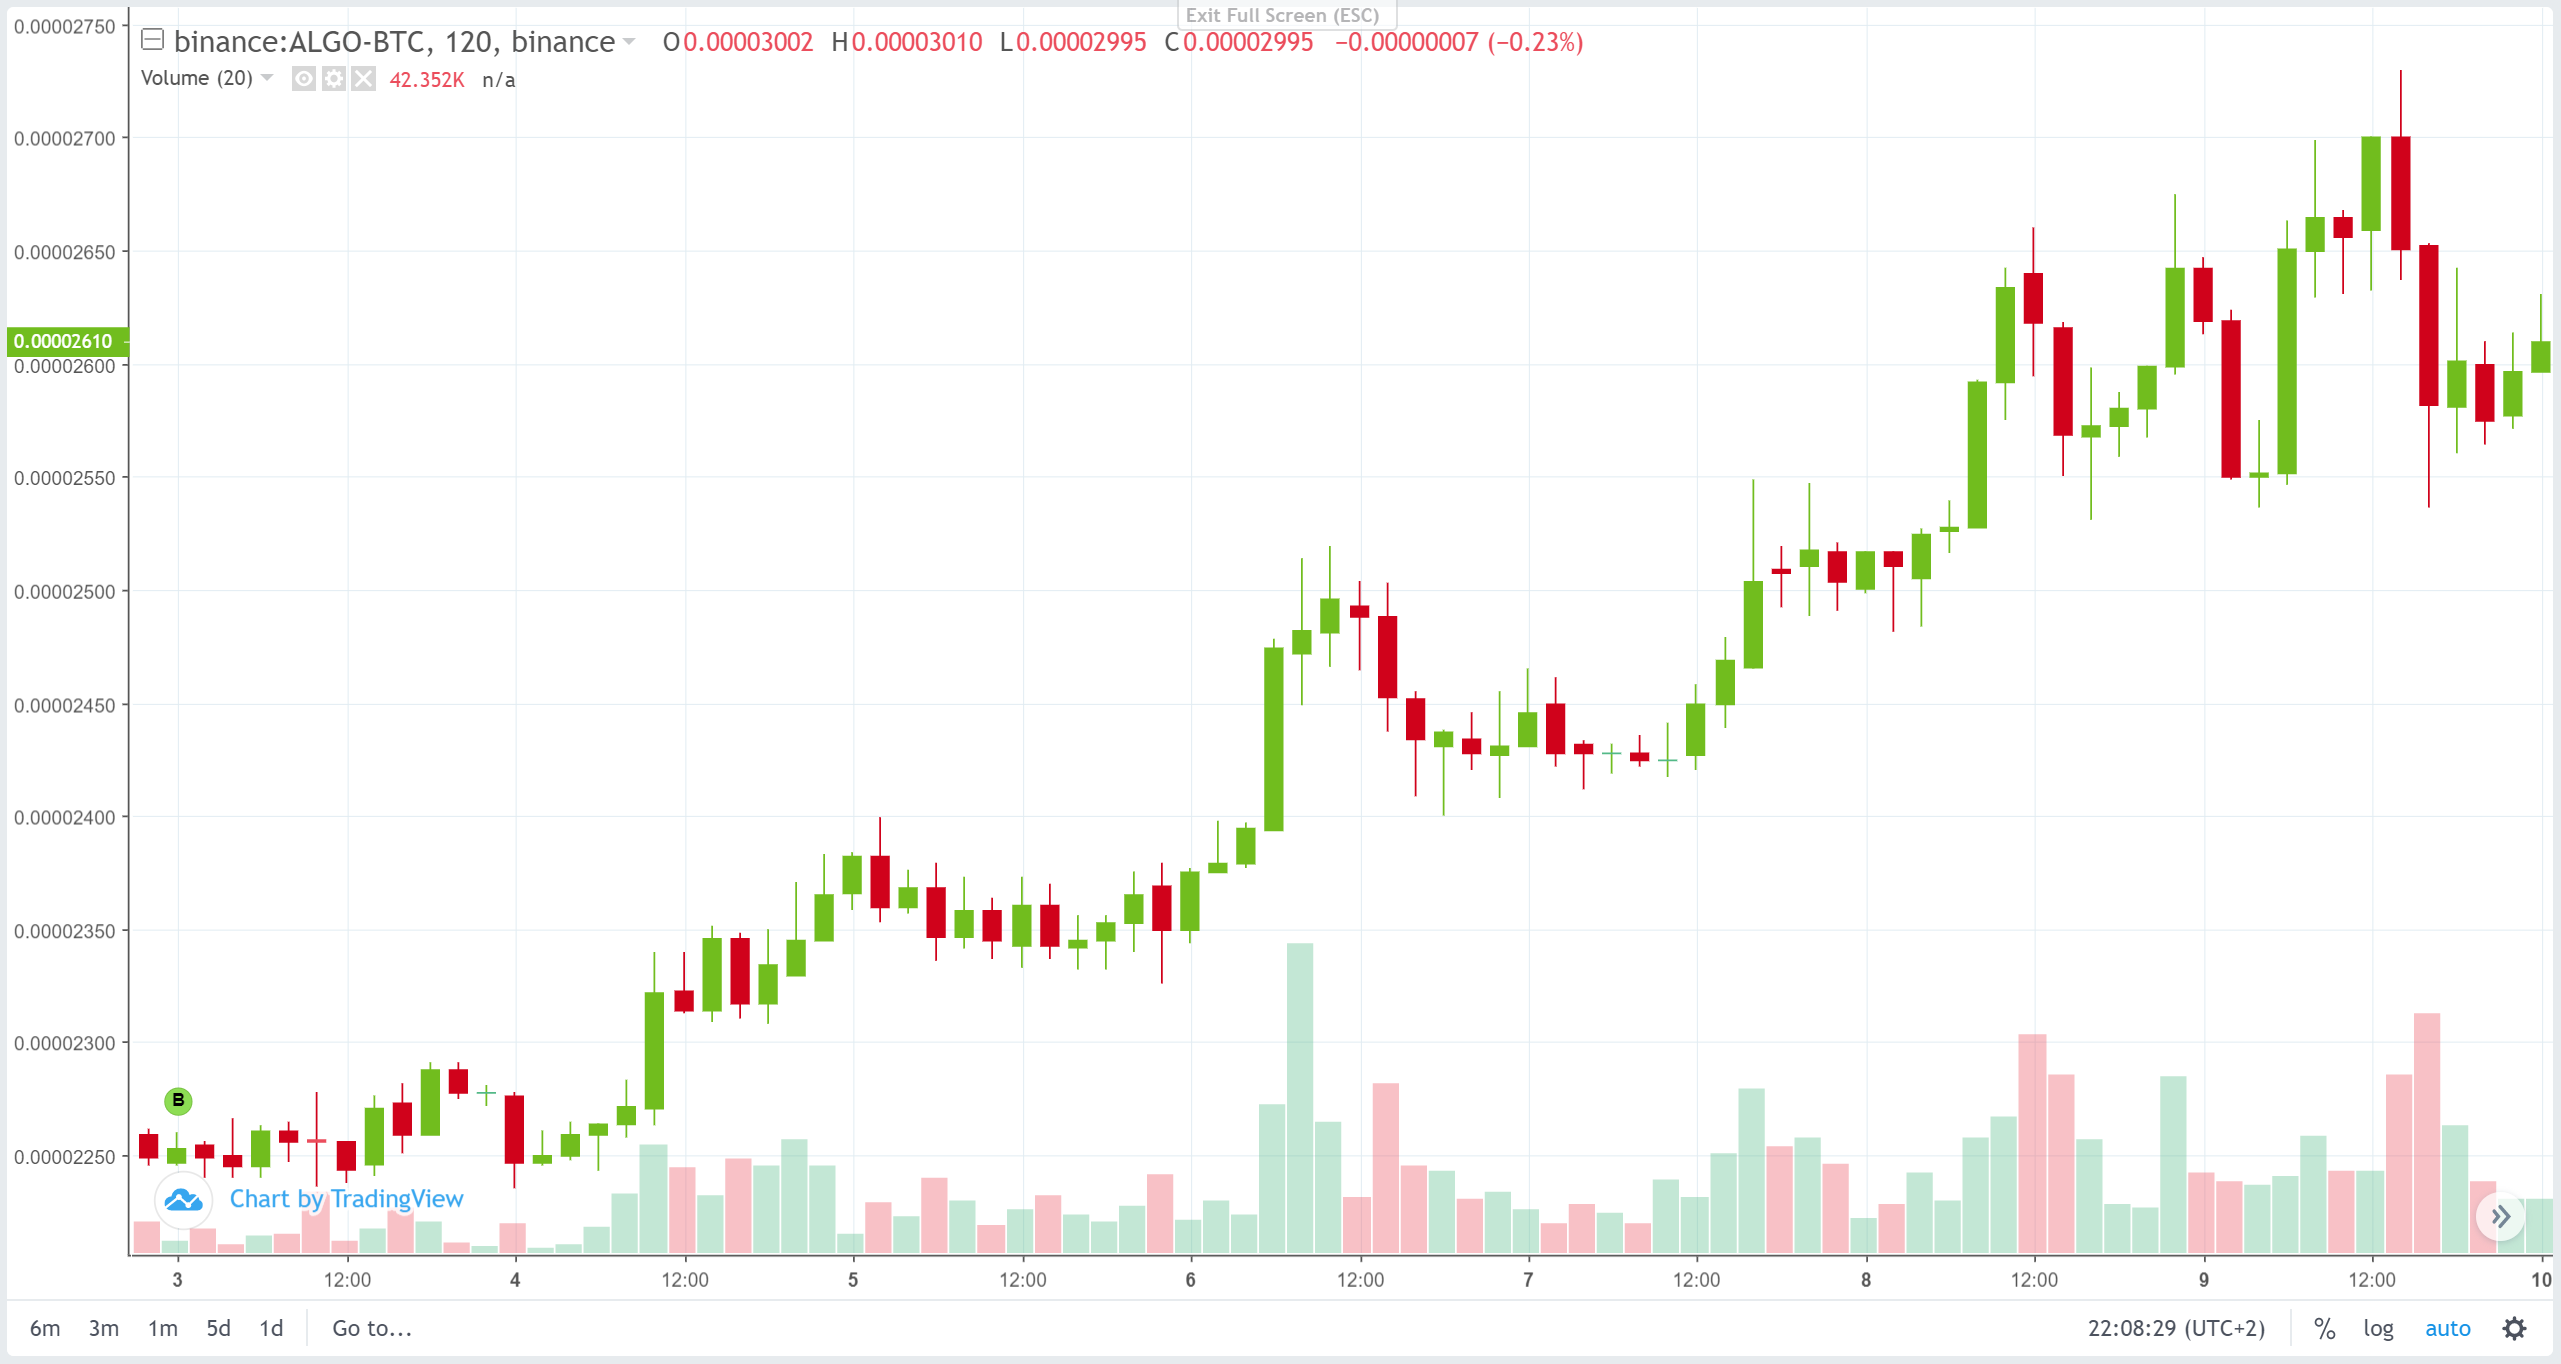 Exit Full Screen (ESC)
binance:ALGO-BTC, 120, binance O0.00003002 H0.00003010 L0.00002995 C0.00002995 −0.00000007 (−0.23%)
Volume (20) 42.352K n/a
0.00002750
0.00002700
0.00002650
0.00002610
0.00002600
0.00002550
0.00002500
0.00002450
0.00002400
0.00002350
0.00002300
0.00002250
B
Chart by TradingView
3 12:00 4 12:00 5 12:00 6 12:00 7 12:00 8 12:00 9 12:00 10
6m 3m 1m 5d 1d Go to... 22:08:29 (UTC+2) % log auto